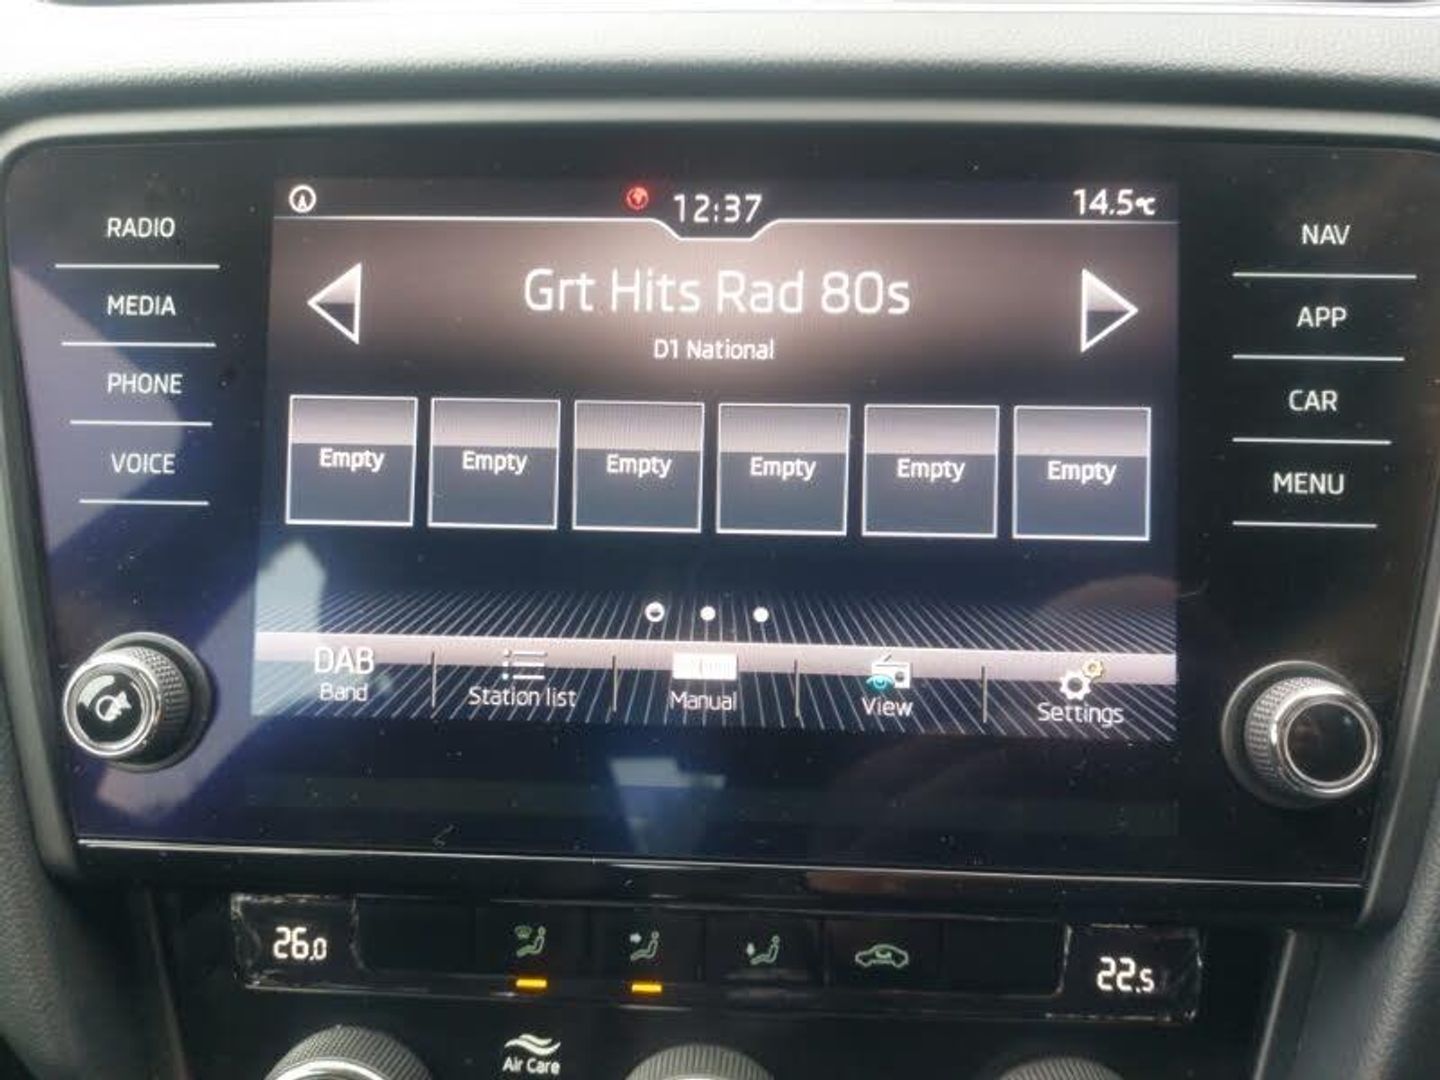 12:37
14.5°C
RADIO
MEDIA
PHONE
VOICE
Grt Hits Rad 80s
D1 National
Empty Empty Empty Empty Empty Empty
NAV
APP
CAR
MENU
DAB
Band
Station list
Manual
View
Settings
26.0
22.5
Air Care